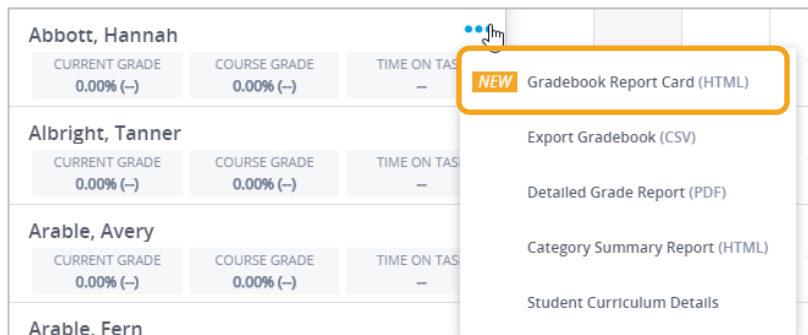 Abbott, Hannah
CURRENT GRADE COURSE GRADE TIME ON TAS
0.00% (--) 0.00% (--) --
Albright, Tanner
CURRENT GRADE COURSE GRADE TIME ON TAS
0.00% (--) 0.00% (--) --
Arable, Avery
CURRENT GRADE COURSE GRADE TIME ON TAS
0.00% (--) 0.00% (--) --
Arable, Fern
NEW Gradebook Report Card (HTML)
Export Gradebook (CSV)
Detailed Grade Report (PDF)
Category Summary Report (HTML)
Student Curriculum Details